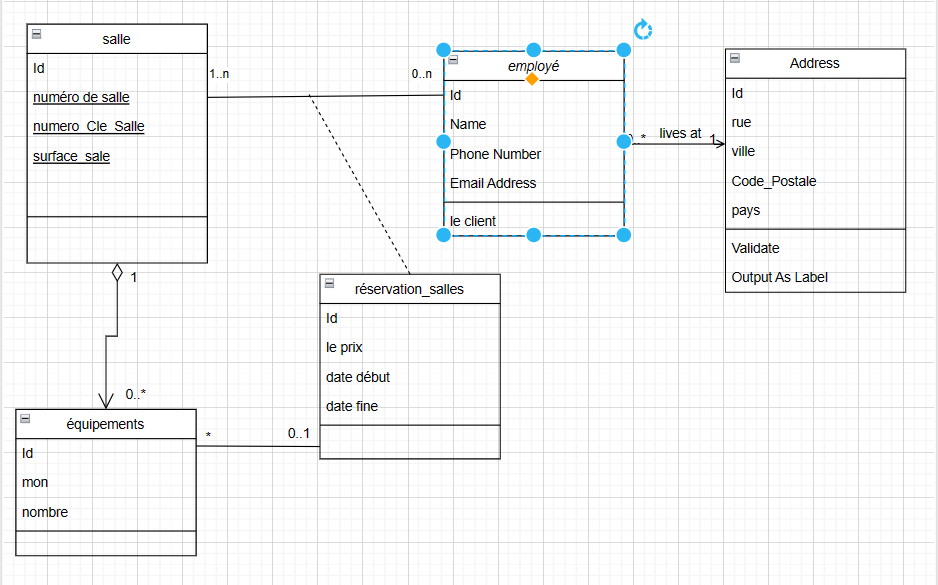 salle
Id
numéro de salle
numero_Cle_Salle
surface_sale
1..n
0..n
employé
Id
Name
Phone Number
Email Address
le client
0..*
lives at
1
Address
Id
rue
ville
Code_Postale
pays
Validate
Output As Label
1
0..*
réservation_salles
Id
le prix
date début
date fine
équipements
Id
mon
nombre
*
0..1